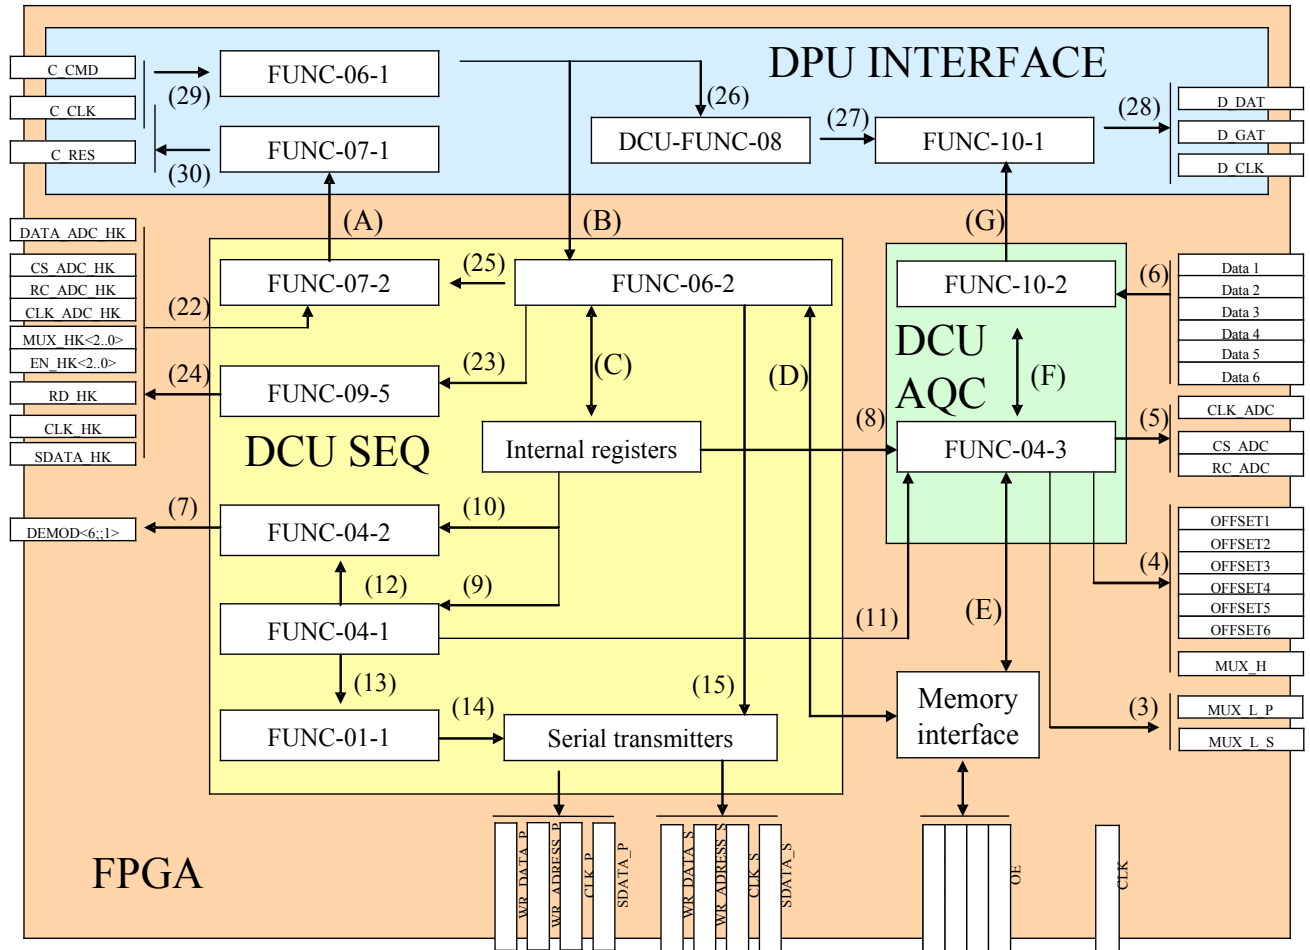 DPU INTERFACE
C_CMD
C_CLK
C_RES
(29)
(30)
FUNC-06-1
FUNC-07-1
(26)
DCU-FUNC-08
(27)
FUNC-10-1
(28)
D_DAT
D_GAT
D_CLK
(A)
(B)
(G)
DATA_ADC_HK
CS_ADC_HK
RC_ADC_HK
CLK_ADC_HK
MUX_HK<2..0>
EN_HK<2..0>
RD_HK
CLK_HK
SDATA_HK
(22)
(24)
FUNC-07-2
(25)
FUNC-06-2
(23)
(C)
(D)
FUNC-09-5
DCU SEQ
Internal registers
(8)
FUNC-10-2
(6)
Data 1
Data 2
Data 3
Data 4
Data 5
Data 6
DCU
AQC
(F)
FUNC-04-3
(5)
CLK_ADC
CS_ADC
RC_ADC
DEMOD<6;;1>
(7)
FUNC-04-2
(10)
(12)
(9)
FUNC-04-1
(11)
(E)
(4)
OFFSET1
OFFSET2
OFFSET3
OFFSET4
OFFSET5
OFFSET6
MUX_H
(13)
FUNC-01-1
(14)
(15)
Serial transmitters
Memory
interface
(3)
MUX_L_P
MUX_L_S
FPGA
WR_DATA_P
WR_ADRESS_P
CLK_P
SDATA_P
WR_DATA_S
WR_ADRESS_S
CLK_S
SDATA_S
OE
CLK